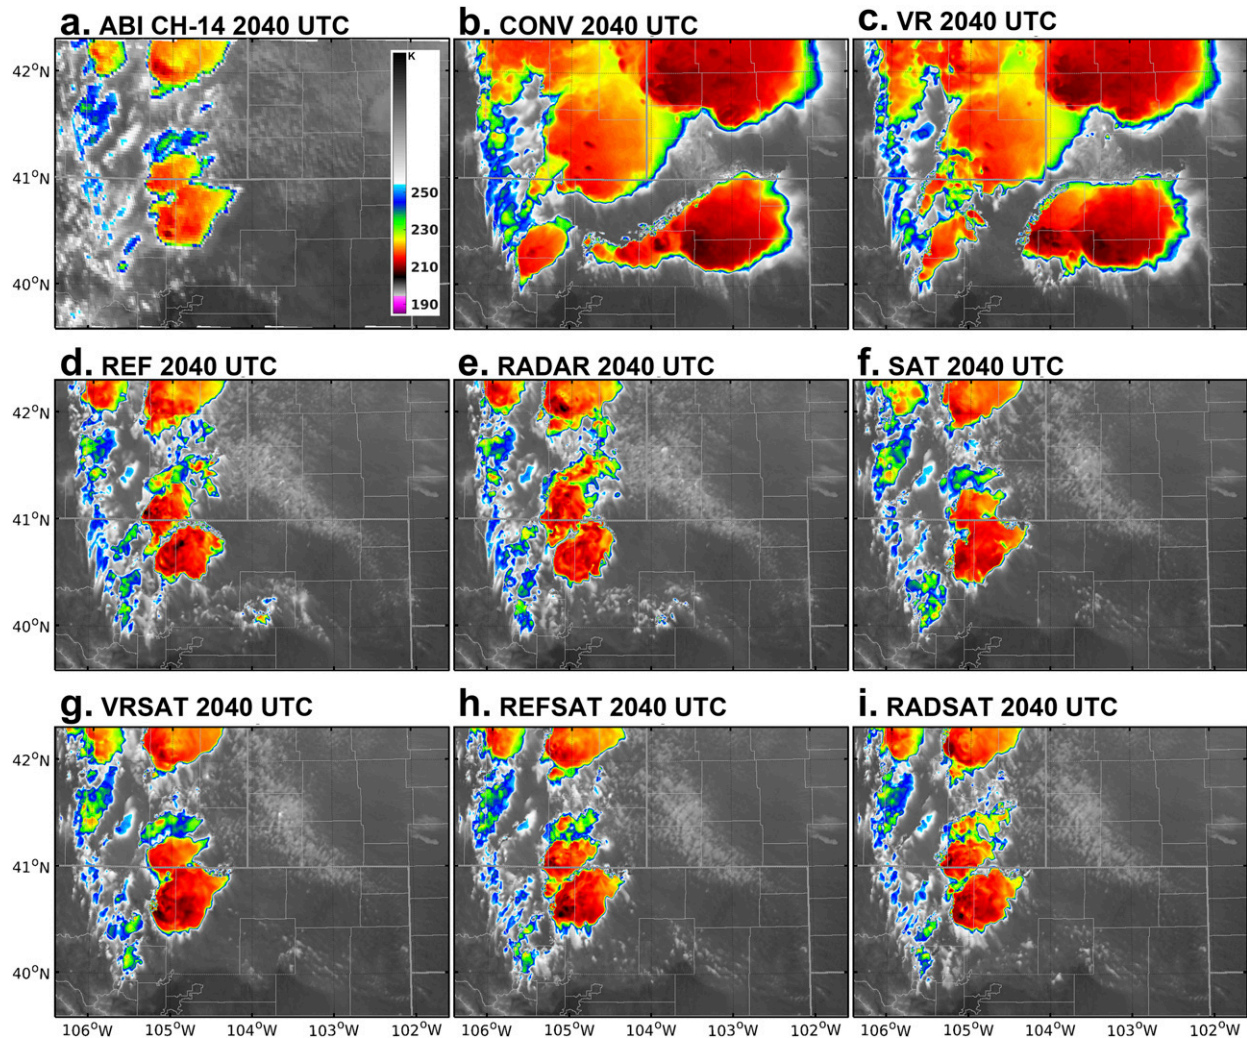 a. ABI CH-14 2040 UTC
b. CONV 2040 UTC
c. VR 2040 UTC
K
250
230
210
190
42°N
41°N
40°N
d. REF 2040 UTC
e. RADAR 2040 UTC
f. SAT 2040 UTC
42°N
41°N
40°N
g. VRSAT 2040 UTC
h. REFSAT 2040 UTC
i. RADSAT 2040 UTC
42°N
41°N
40°N
106°W 105°W 104°W 103°W 102°W 106°W 105°W 104°W 103°W 102°W 106°W 105°W 104°W 103°W 102°W